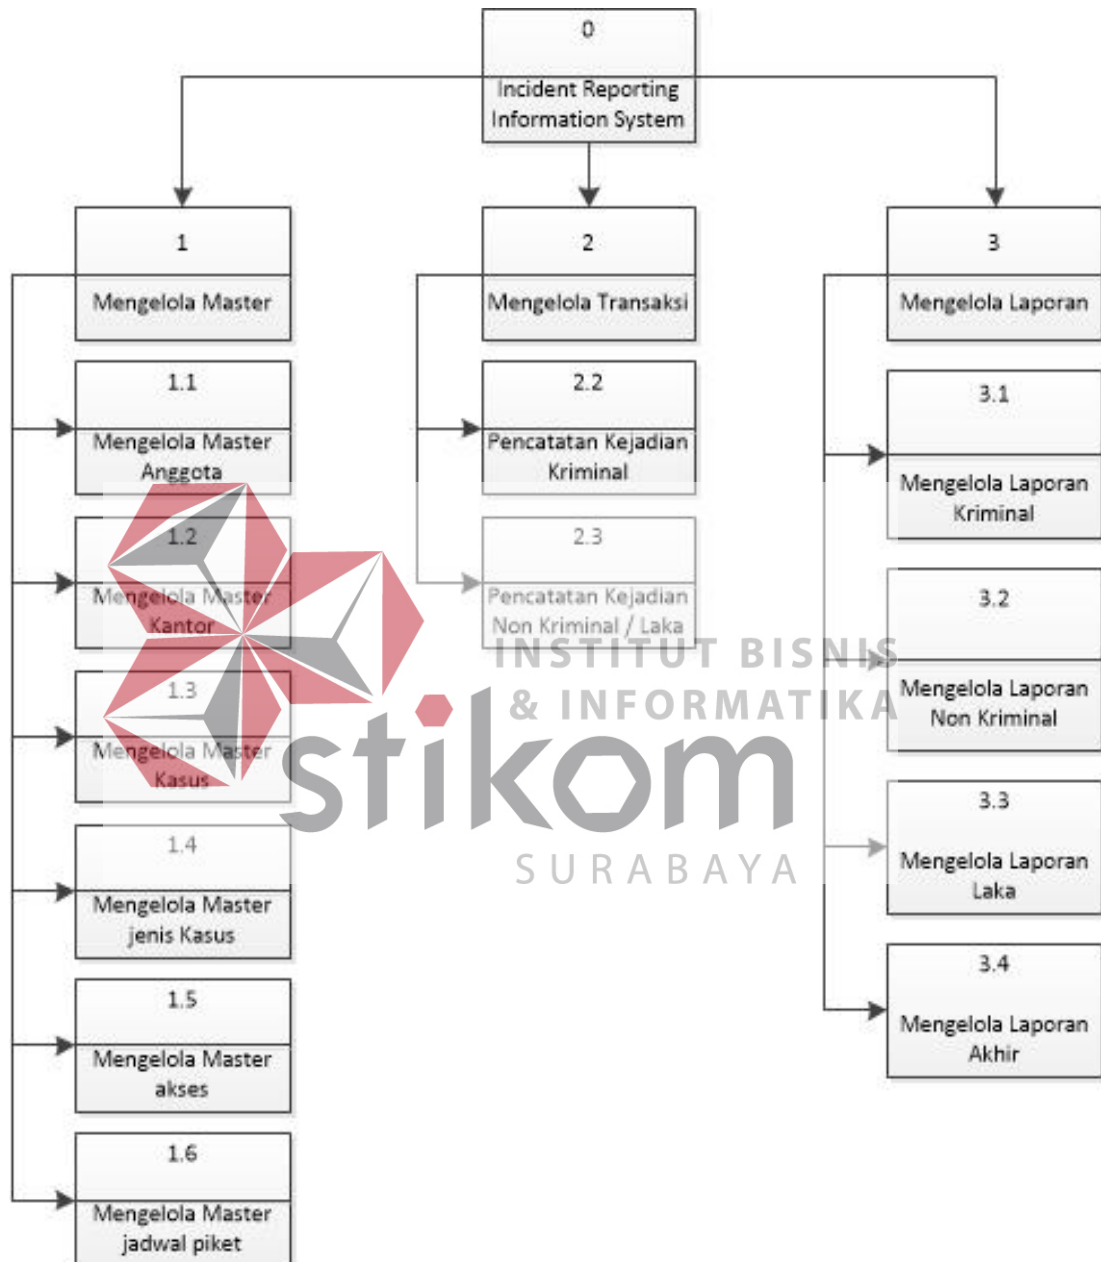 0
Incident Reporting
Information System
1
Mengelola Master
1.1
Mengelola Master
Anggota
1.2
Mengelola Master
Kantor
1.3
Mengelola Master
Kasus
1.4
Mengelola Master
jenis Kasus
1.5
Mengelola Master
akses
1.6
Mengelola Master
jadwal piket
2
Mengelola Transaksi
2.2
Pencatatan Kejadian
Kriminal
2.3
Pencatatan Kejadian
Non Kriminal / Laka
3
Mengelola Laporan
3.1
Mengelola Laporan
Kriminal
3.2
Mengelola Laporan
Non Kriminal
3.3
Mengelola Laporan
Laka
3.4
Mengelola Laporan
Akhir
INSTITUT BISNIS
& INFORMATIKA
stikom
SURABAYA